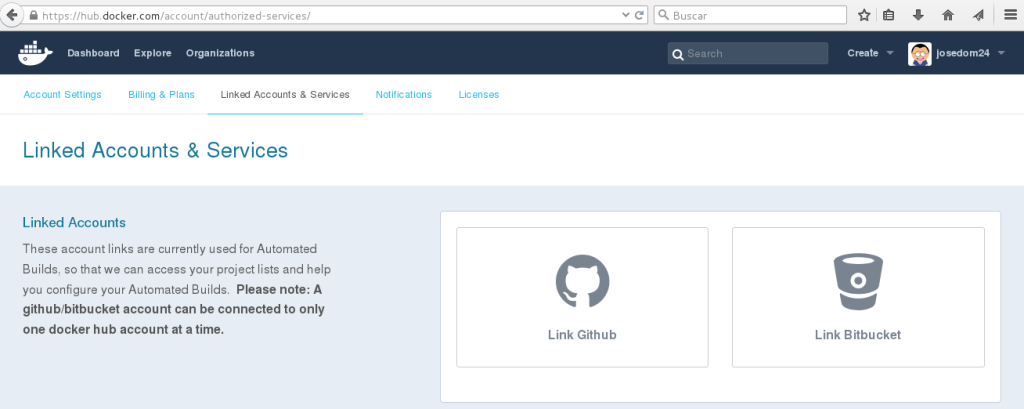 https://hub.docker.com/account/authorized-services/
Buscar
Dashboard Explore Organizations
Search
Create
josedom24
Account Settings Billing & Plans Linked Accounts & Services Notifications Licenses
Linked Accounts & Services
Linked Accounts
These account links are currently used for Automated
Builds, so that we can access your project lists and help
you configure your Automated Builds. Please note: A
github/bitbucket account can be connected to only
one docker hub account at a time.
Link Github
Link Bitbucket